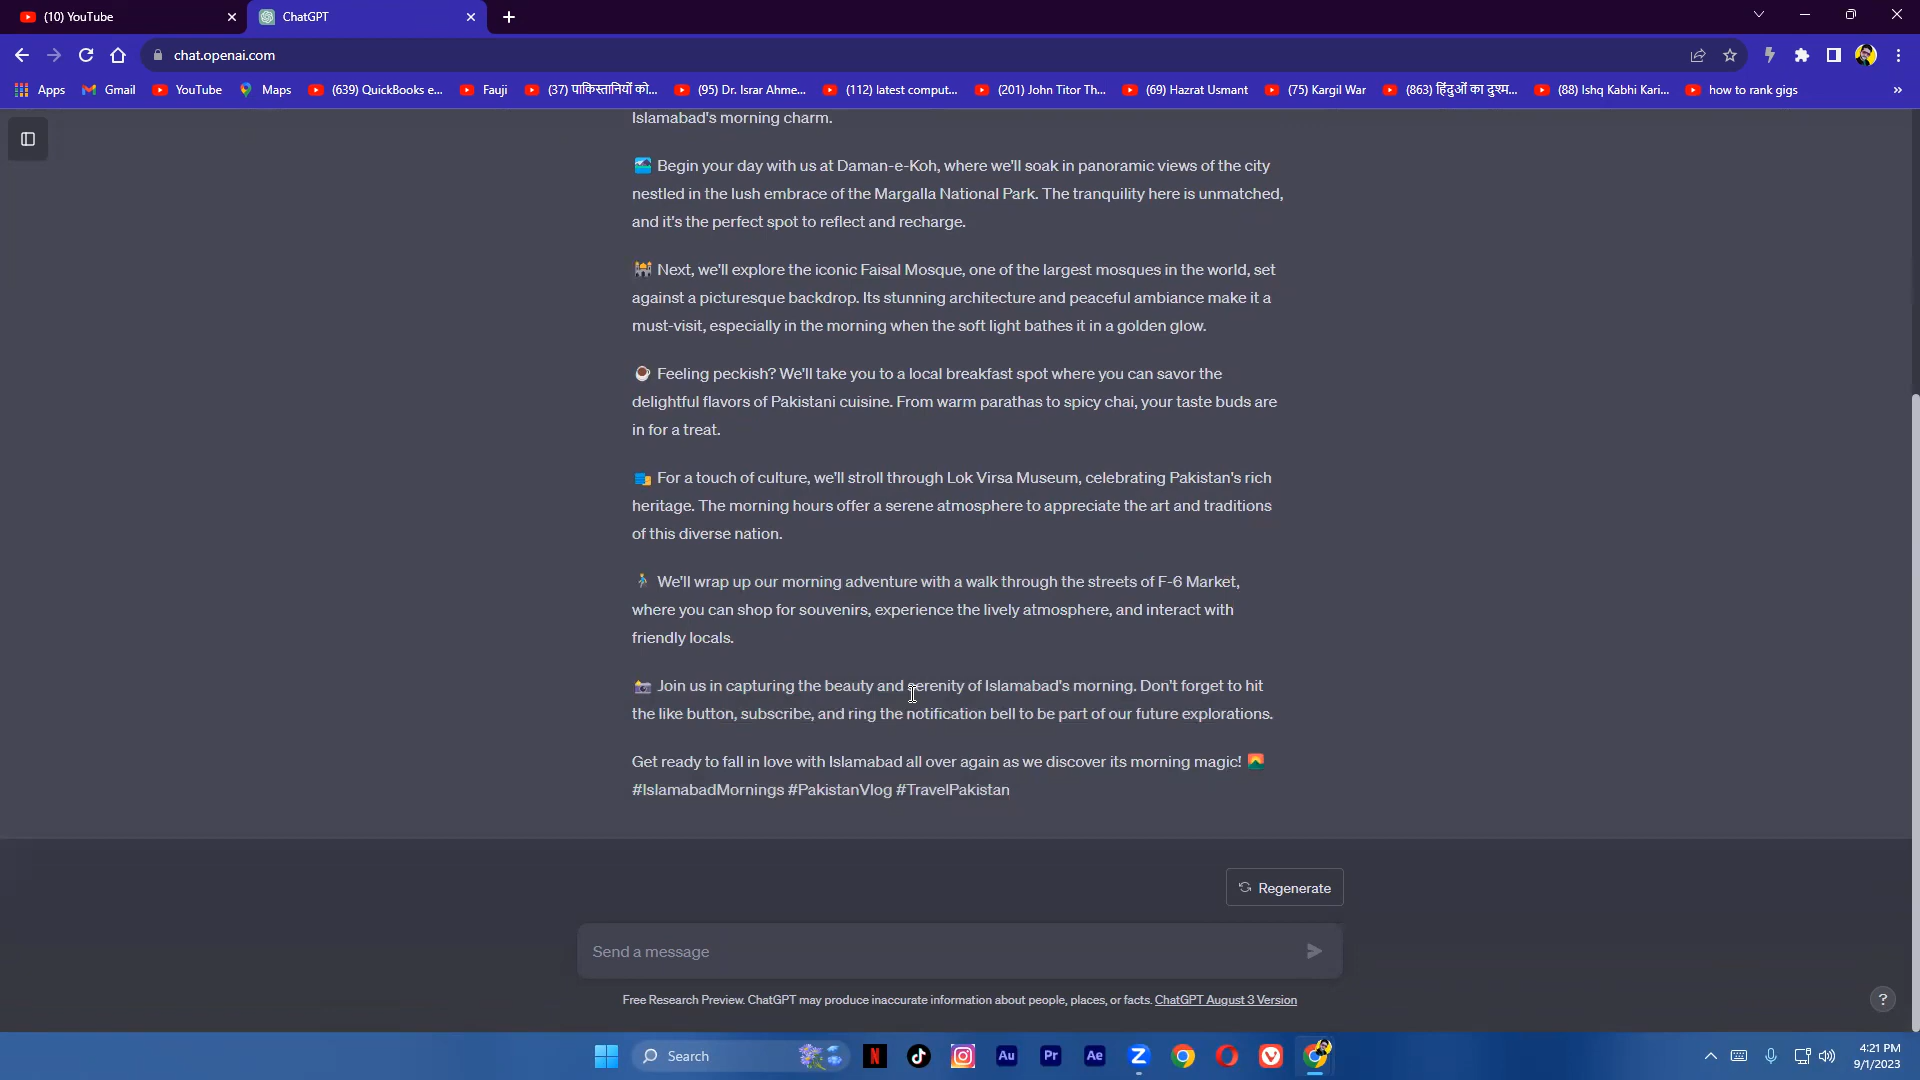 (10) YouTube
ChatGPT
chat.openai.com
Apps
Gmail
YouTube
Maps
(639) QuickBooks e...
Fauji
(37) पाकिस्तानियों को...
(95) Dr. Israr Ahme...
(112) latest comput...
(201) John Titor Th...
(69) Hazrat Usmant
(75) Kargil War
(863) हिंदुओं का दुश्म...
(88) Ishq Kabhi Kari...
how to rank gigs
»
Islamabad's morning charm.
Begin your day with us at Daman-e-Koh, where we'll soak in panoramic views of the city
nestled in the lush embrace of the Margalla National Park. The tranquility here is unmatched,
and it's the perfect spot to reflect and recharge.
Next, we'll explore the iconic Faisal Mosque, one of the largest mosques in the world, set
against a picturesque backdrop. Its stunning architecture and peaceful ambiance make it a
must-visit, especially in the morning when the soft light bathes it in a golden glow.
Feeling peckish? We'll take you to a local breakfast spot where you can savor the
delightful flavors of Pakistani cuisine. From warm parathas to spicy chai, your taste buds are
in for a treat.
For a touch of culture, we'll stroll through Lok Virsa Museum, celebrating Pakistan's rich
heritage. The morning hours offer a serene atmosphere to appreciate the art and traditions
of this diverse nation.
We'll wrap up our morning adventure with a walk through the streets of F-6 Market,
where you can shop for souvenirs, experience the lively atmosphere, and interact with
friendly locals.
Join us in capturing the beauty and serenity of Islamabad's morning. Don't forget to hit
the like button, subscribe, and ring the notification bell to be part of our future explorations.
Get ready to fall in love with Islamabad all over again as we discover its morning magic!
#IslamabadMornings #PakistanVlog #TravelPakistan
Regenerate
Send a message
Free Research Preview. ChatGPT may produce inaccurate information about people, places, or facts. ChatGPT August 3 Version
?
Search
N
Au
Pr
Ae
Z
4:21 PM
9/1/2023